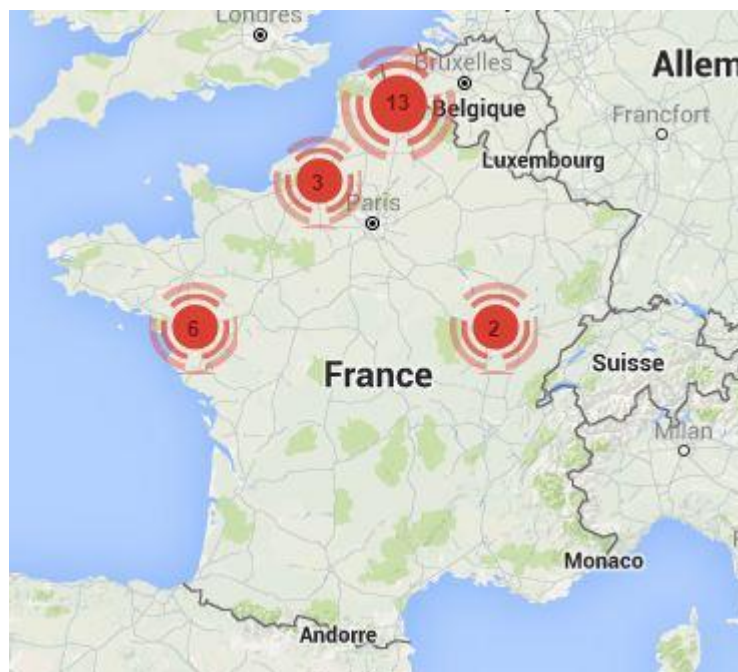 Londres
Bruxelles
Allem
13
Belgique
Francfort
Luxembourg
3
Paris
6
2
France
Suisse
Milan
Monaco
Andorre